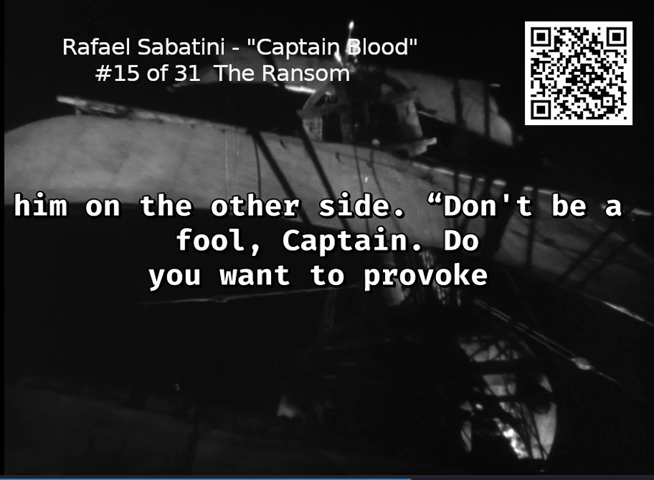 Rafael Sabatini - "Captain Blood"
#15 of 31  The Ransom
him on the other side. “Don't be a
fool, Captain. Do
you want to provoke